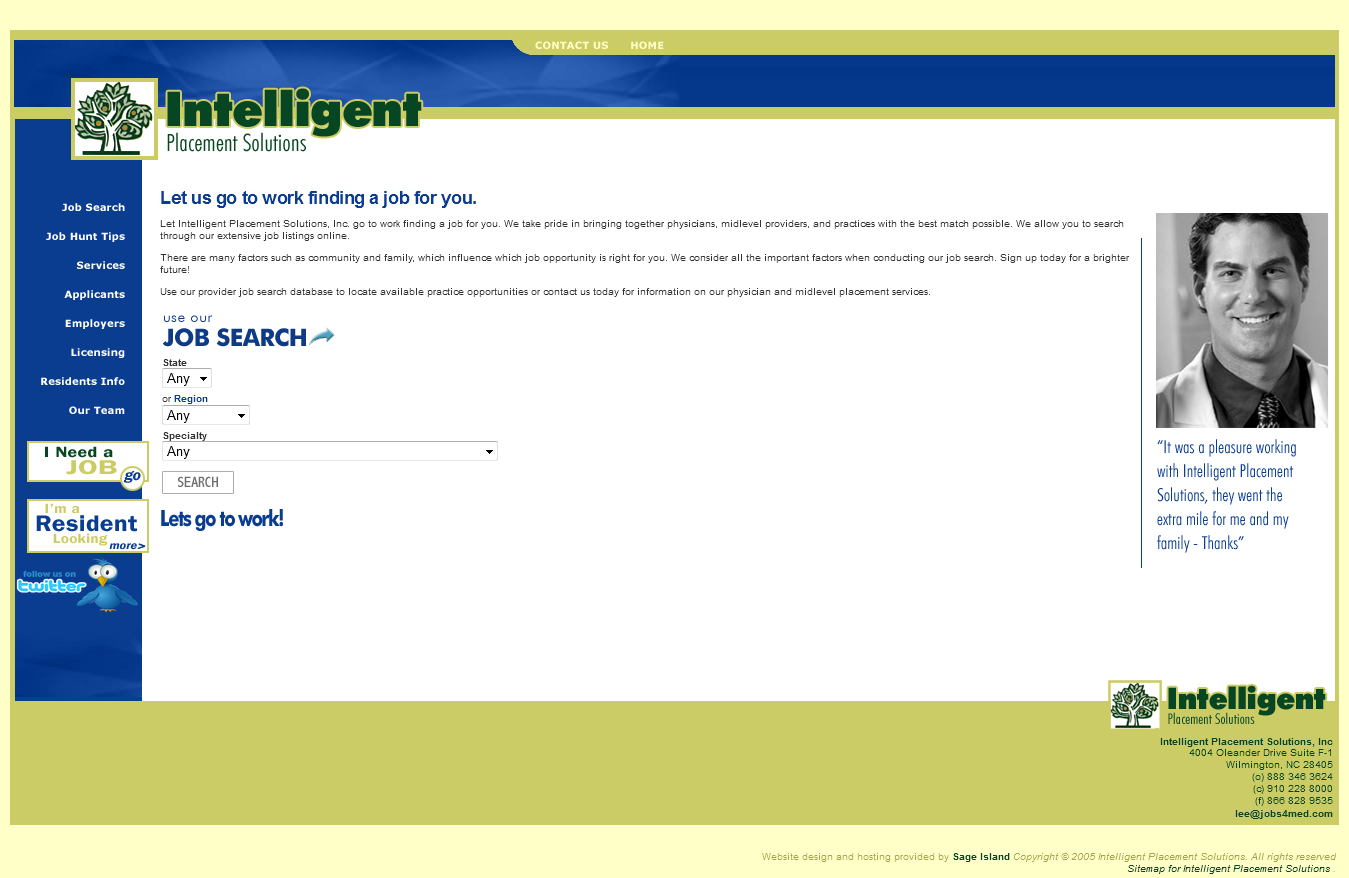 CONTACT US HOME
Intelligent
Placement Solutions
Job Search
Job Hunt Tips
Services
Applicants
Employers
Licensing
Residents Info
Our Team
I Need a
JOB
go
I'm a
Resident
Looking
more>
follow us on
twitter
Let us go to work finding a job for you.
Let Intelligent Placement Solutions, Inc. go to work finding a job for you. We take pride in bringing together physicians, midlevel providers, and practices with the best match possible. We allow you to search
through our extensive job listings online.
There are many factors such as community and family, which influence which job opportunity is right for you. We consider all the important factors when conducting our job search. Sign up today for a brighter
future!
Use our provider job search database to locate available practice opportunities or contact us today for information on our physician and midlevel placement services.
use our
JOB SEARCH
State
Any
or Region
Any
Specialty
Any
SEARCH
Lets go to work!
“It was a pleasure working
with Intelligent Placement
Solutions, they went the
extra mile for me and my
family - Thanks”
Intelligent
Placement Solutions
Intelligent Placement Solutions, Inc
4004 Oleander Drive Suite F-1
Wilmington, NC 28405
(o) 888 346 3624
(c) 910 228 8000
(f) 866 828 9535
lee@jobs4med.com
Website design and hosting provided by Sage Island Copyright © 2005 Intelligent Placement Solutions. All rights reserved
Sitemap for Intelligent Placement Solutions .